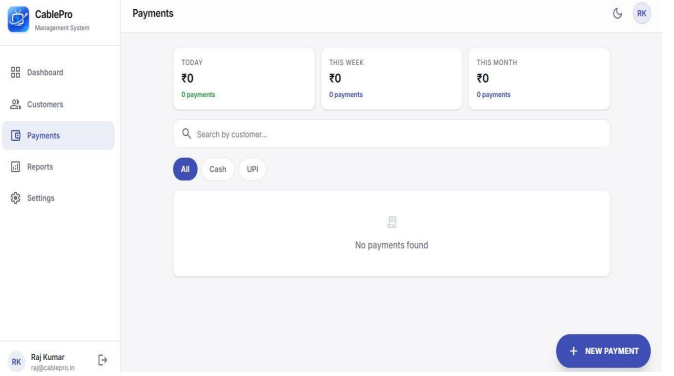 CablePro
Management System
Dashboard
Customers
Payments
Reports
Settings
RK
Raj Kumar
raj@cablepro.in
Payments
RK
TODAY
₹0
0 payments
THIS WEEK
₹0
0 payments
THIS MONTH
₹0
0 payments
Search by customer...
All
Cash
UPI
No payments found
+ NEW PAYMENT